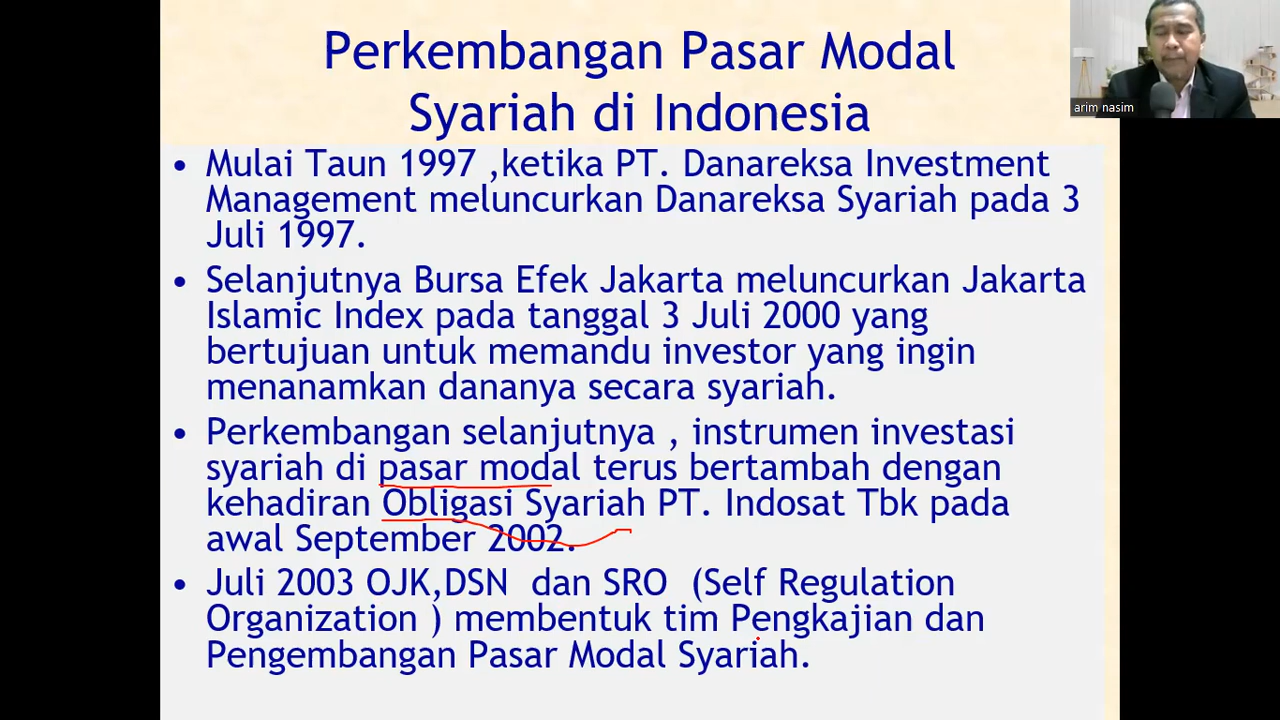 Perkembangan Pasar Modal
Syariah di Indonesia
arim nasim
• Mulai Taun 1997 ,ketika PT. Danareksa Investment
Management meluncurkan Danareksa Syariah pada 3
Juli 1997.
• Selanjutnya Bursa Efek Jakarta meluncurkan Jakarta
Islamic Index pada tanggal 3 Juli 2000 yang
bertujuan untuk memandu investor yang ingin
menanamkan dananya secara syariah.
• Perkembangan selanjutnya , instrumen investasi
syariah di pasar modal terus bertambah dengan
kehadiran Obligasi Syariah PT. Indosat Tbk pada
awal September 2002.
• Juli 2003 OJK,DSN dan SRO (Self Regulation
Organization ) membentuk tim Pengkajian dan
Pengembangan Pasar Modal Syariah.